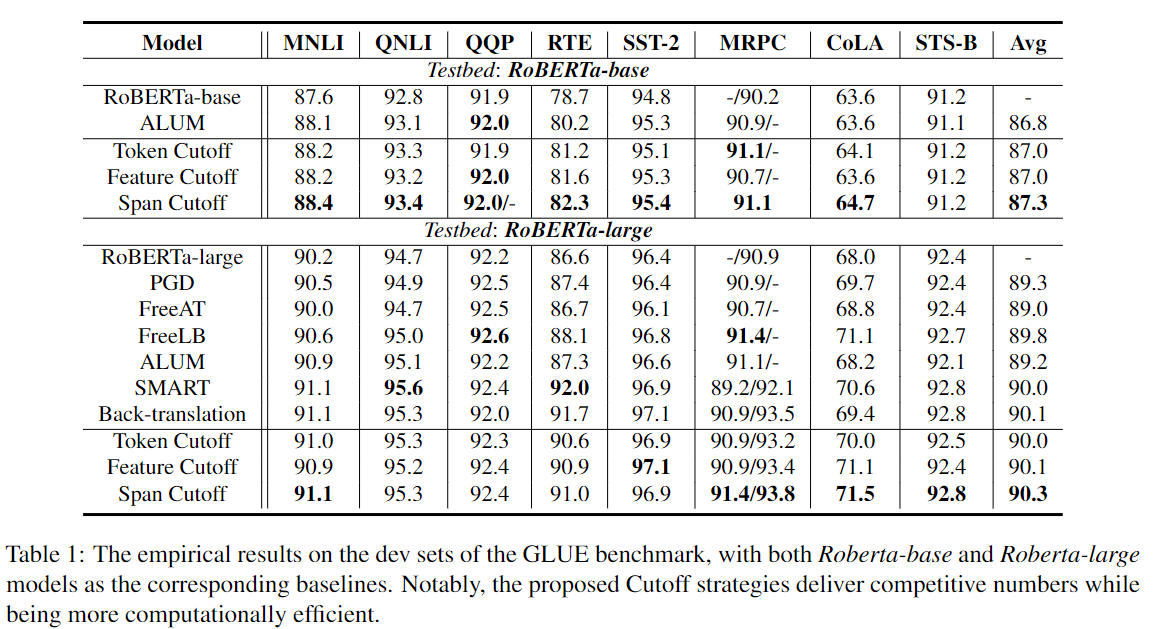 Model MNLI QNLI QQP RTE SST-2 MRPC CoLA STS-B Avg
Testbed: RoBERTa-base
RoBERTa-base 87.6 92.8 91.9 78.7 94.8 -/90.2 63.6 91.2 -
ALUM 88.1 93.1 92.0 80.2 95.3 90.9/- 63.6 91.1 86.8
Token Cutoff 88.2 93.3 91.9 81.2 95.1 91.1/- 64.1 91.2 87.0
Feature Cutoff 88.2 93.2 92.0 81.6 95.3 90.7/- 63.6 91.2 87.0
Span Cutoff 88.4 93.4 92.0/- 82.3 95.4 91.1 64.7 91.2 87.3
Testbed: RoBERTa-large
RoBERTa-large 90.2 94.7 92.2 86.6 96.4 -/90.9 68.0 92.4 -
PGD 90.5 94.9 92.5 87.4 96.4 90.9/- 69.7 92.4 89.3
FreeAT 90.0 94.7 92.5 86.7 96.1 90.7/- 68.8 92.4 89.0
FreeLB 90.6 95.0 92.6 88.1 96.8 91.4/- 71.1 92.7 89.8
ALUM 90.9 95.1 92.2 87.3 96.6 91.1/- 68.2 92.1 89.2
SMART 91.1 95.6 92.4 92.0 96.9 89.2/92.1 70.6 92.8 90.0
Back-translation 91.1 95.3 92.0 91.7 97.1 90.9/93.5 69.4 92.8 90.1
Token Cutoff 91.0 95.3 92.3 90.6 96.9 90.9/93.2 70.0 92.5 90.0
Feature Cutoff 90.9 95.2 92.4 90.9 97.1 90.9/93.4 71.1 92.4 90.1
Span Cutoff 91.1 95.3 92.4 91.0 96.9 91.4/93.8 71.5 92.8 90.3
Table 1: The empirical results on the dev sets of the GLUE benchmark, with both Roberta-base and Roberta-large
models as the corresponding baselines. Notably, the proposed Cutoff strategies deliver competitive numbers while
being more computationally efficient.